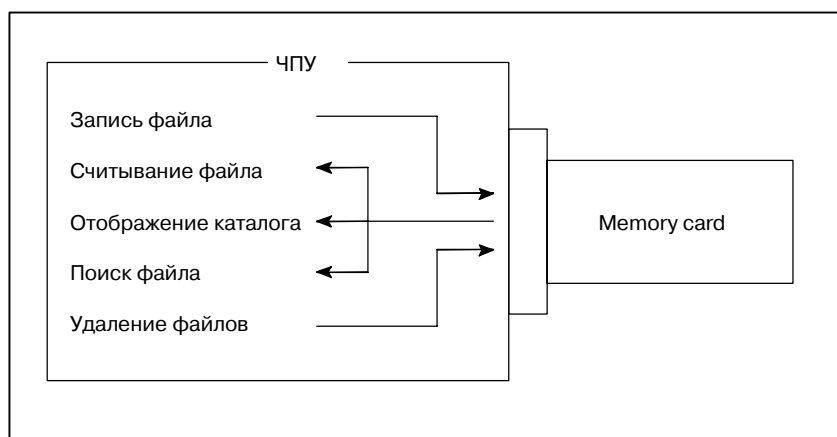 ЧПУ
Запись файла
Считывание файла
Отображение каталога
Поиск файла
Удаление файлов
Memory card